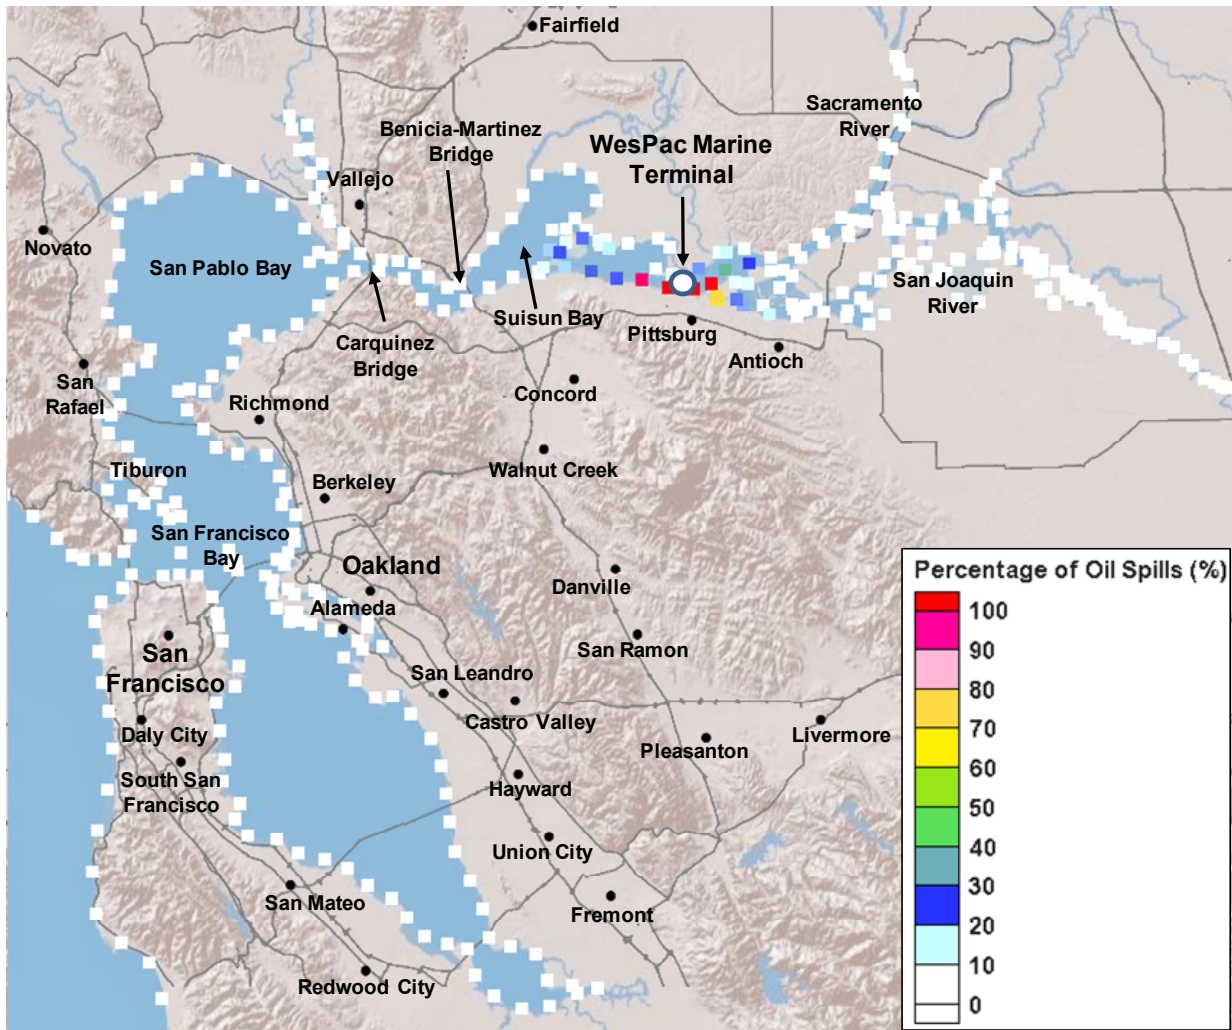 Fairfield
Sacramento
River
Benicia-Martinez
Bridge
WesPac Marine
Terminal
Vallejo
Novato
San Pablo Bay
San Joaquin
River
Suisun Bay
Pittsburg
Carquinez
Bridge
Antioch
San
Rafael
Concord
Richmond
Tiburon
Walnut Creek
Berkeley
San Francisco
Bay
Oakland
Danville
Alameda
San
Francisco
San Ramon
San Leandro
Castro Valley
Daly City
Livermore
Pleasanton
South San
Francisco
Hayward
Union City
San Mateo
Fremont
Redwood City
Percentage of Oil Spills (%)
100
90
80
70
60
50
40
30
20
10
0